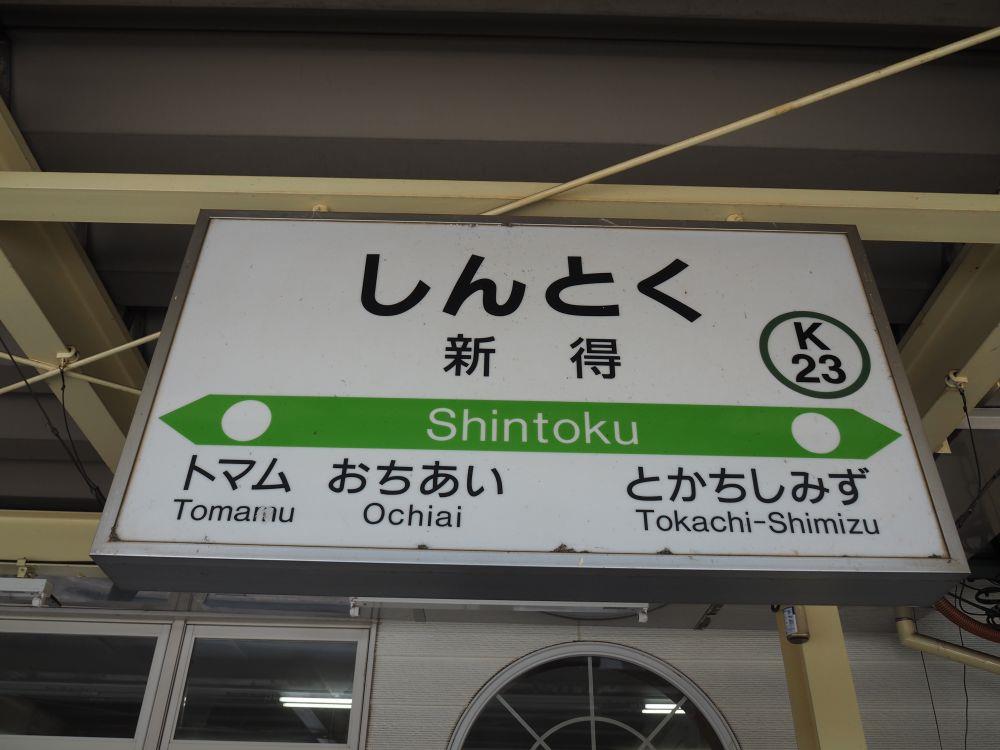 しんとく
新 得
K
23
Shintoku
トマム おちあい とかちしみず
Tomamu Ochiai Tokachi-Shimizu